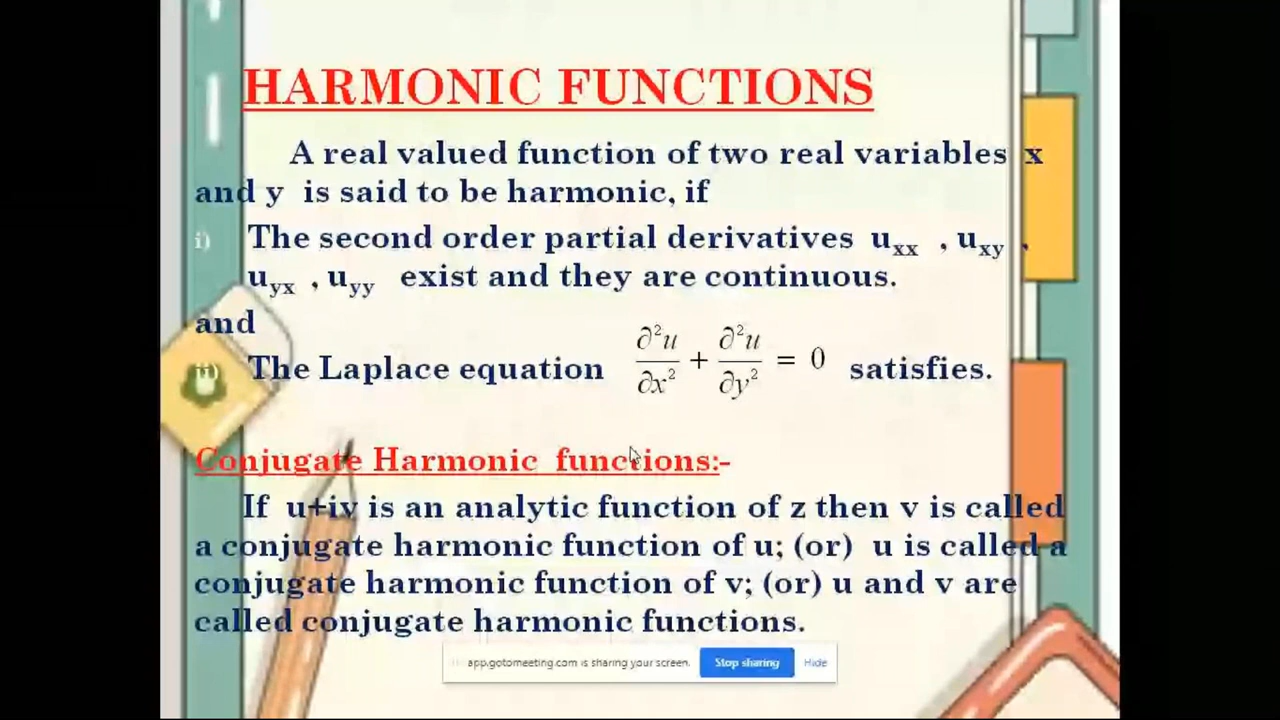 HARMONIC FUNCTIONS
A real valued function of two real variables x
and y is said to be harmonic, if
i) The second order partial derivatives u_xx , u_xy ,
u_yx , u_yy exist and they are continuous.
and
ii) The Laplace equation ∂²u/∂x² + ∂²u/∂y² = 0 satisfies.
Conjugate Harmonic functions:-
If u+iv is an analytic function of z then v is called
a conjugate harmonic function of u; (or) u is called a
conjugate harmonic function of v; (or) u and v are
called conjugate harmonic functions.
app.gotomeeting.com is sharing your screen. Stop sharing Hide